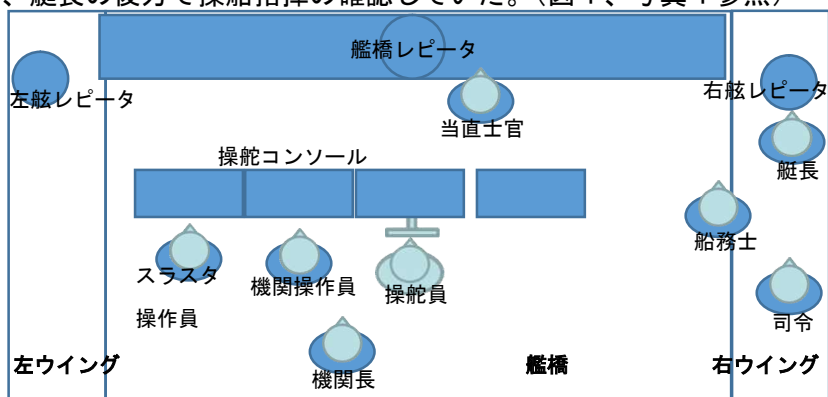 、艇長の後方で操船指揮の確認していた。（図１、写真１参照）
艦橋レピータ
左舷レピータ
右舷レピータ
当直士官
艇長
操舵コンソール
船務士
スラスタ
操作員
機関操作員
操舵員
司令
機関長
左ウイング
艦橋
右ウイング